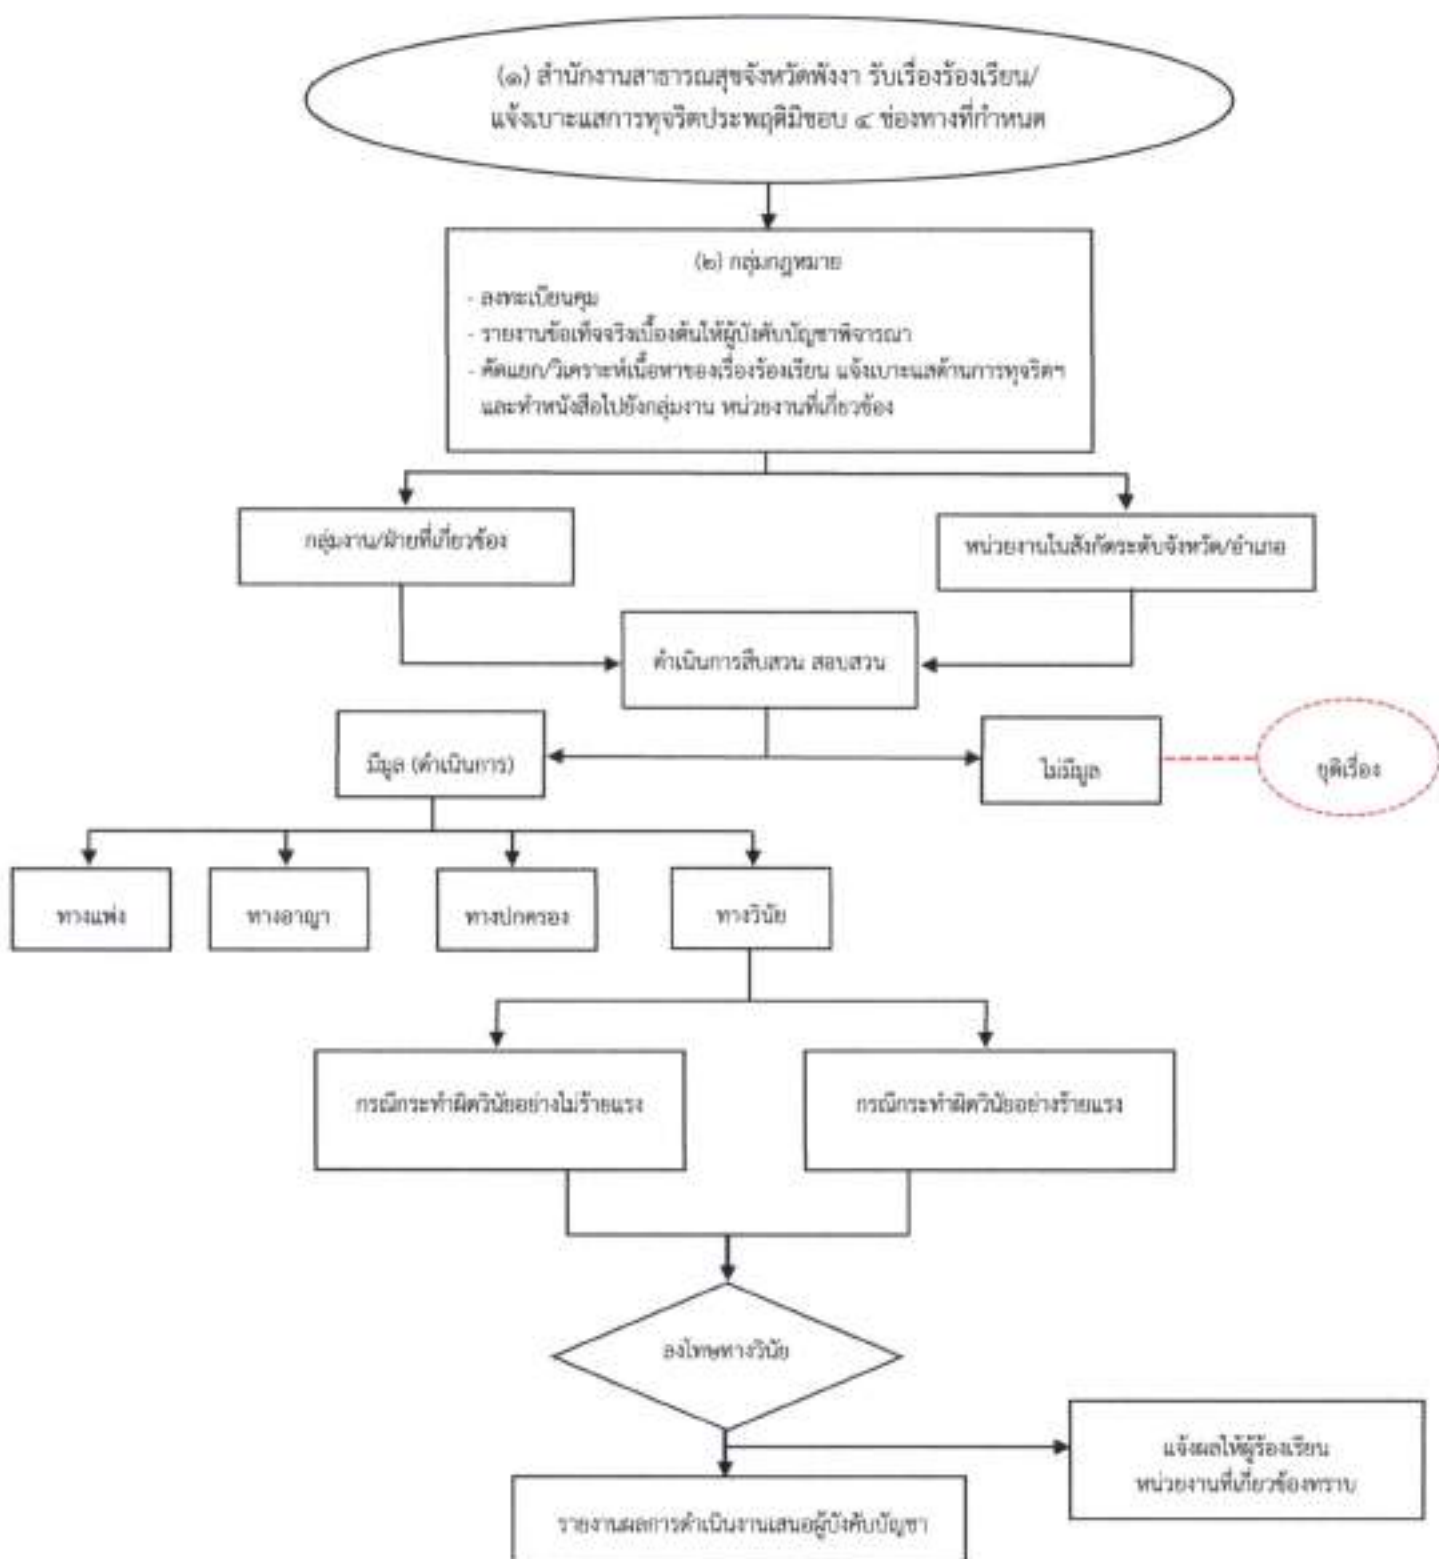 (๑) สำนักงานสาธารณสุขจังหวัดพังงา รับเรื่องร้องเรียน/
แจ้งเบาะแสการทุจริตประพฤติมิชอบ ๔ ช่องทางที่กำหนด
(๒) กลุ่มกฎหมาย
- ลงทะเบียนคุม
- รายงานข้อเท็จจริงเบื้องต้นให้ผู้บังคับบัญชาพิจารณา
- คัดแยก/วิเคราะห์เนื้อหาของเรื่องร้องเรียน แจ้งเบาะแสด้านการทุจริตฯ
และทำหนังสือไปยังกลุ่มงาน หน่วยงานที่เกี่ยวข้อง
กลุ่มงาน/ฝ่ายที่เกี่ยวข้อง
หน่วยงานในสังกัดระดับจังหวัด/อำเภอ
ดำเนินการสืบสวน สอบสวน
มีมูล (ดำเนินการ)
ไม่มีมูล
ยุติเรื่อง
ทางแพ่ง
ทางอาญา
ทางปกครอง
ทางวินัย
กรณีกระทำผิดวินัยอย่างไม่ร้ายแรง
กรณีกระทำผิดวินัยอย่างร้ายแรง
ลงโทษทางวินัย
แจ้งผลให้ผู้ร้องเรียน
หน่วยงานที่เกี่ยวข้องทราบ
รายงานผลการดำเนินงานเสนอผู้บังคับบัญชา